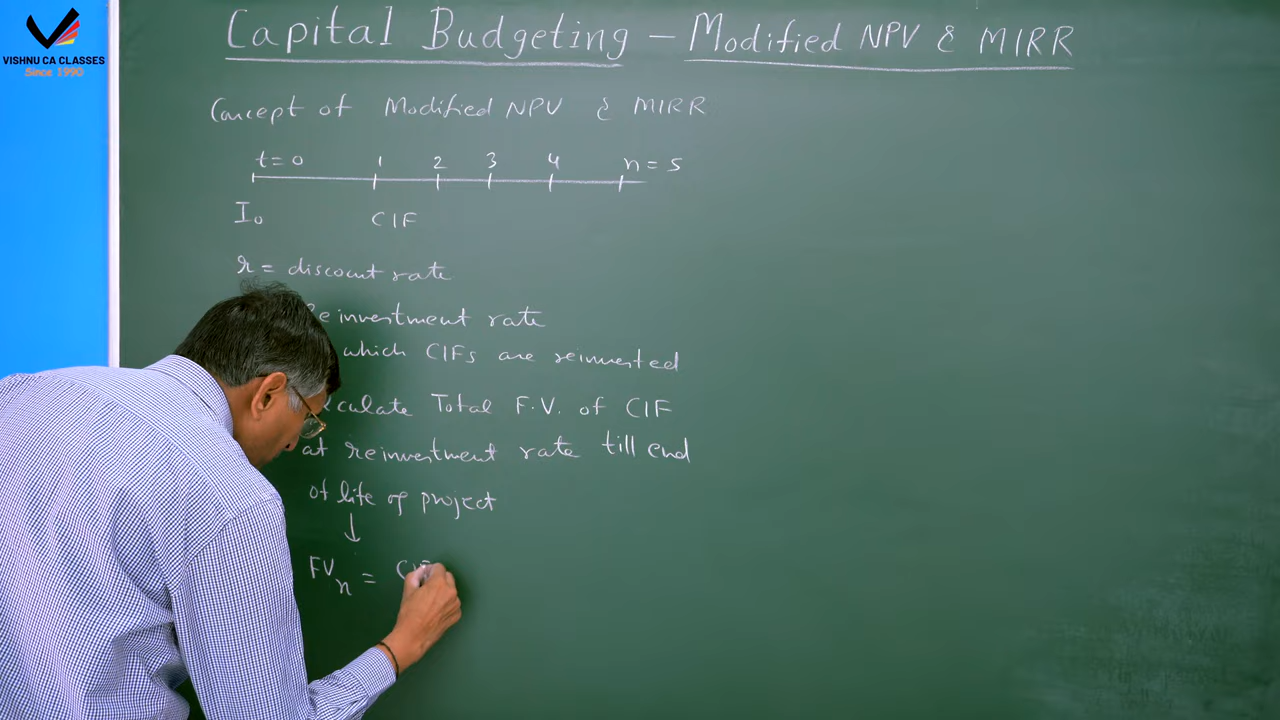 VISHNU CA CLASSES
Since 1990
Capital Budgeting – Modified NPV & MIRR
Concept of Modified NPV & MIRR
t = 0 1 2 3 4 n = 5
I₀ CIF
r = discount rate
reinvestment rate
which CIFs are reinvested
Total F.V. of CIF
at reinvestment rate till end
of life of project
↓
FVₙ =